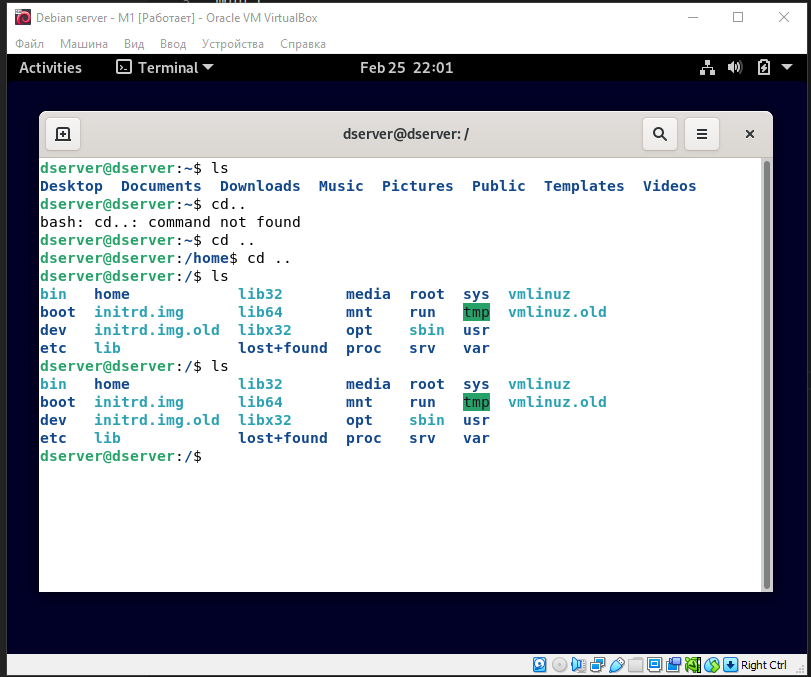 Debian server - M1 [Работает] - Oracle VM VirtualBox
Файл Машина Вид Ввод Устройства Справка
Activities Terminal Feb 25 22:01
dserver@dserver: /
dserver@dserver:~$ ls
Desktop Documents Downloads Music Pictures Public Templates Videos
dserver@dserver:~$ cd..
bash: cd..: command not found
dserver@dserver:~$ cd ..
dserver@dserver:/home$ cd ..
dserver@dserver:/$ ls
bin home lib32 media root sys vmlinuz
boot initrd.img lib64 mnt run tmp vmlinuz.old
dev initrd.img.old libx32 opt sbin usr
etc lib lost+found proc srv var
dserver@dserver:/$ ls
bin home lib32 media root sys vmlinuz
boot initrd.img lib64 mnt run tmp vmlinuz.old
dev initrd.img.old libx32 opt sbin usr
etc lib lost+found proc srv var
dserver@dserver:/$
Right Ctrl